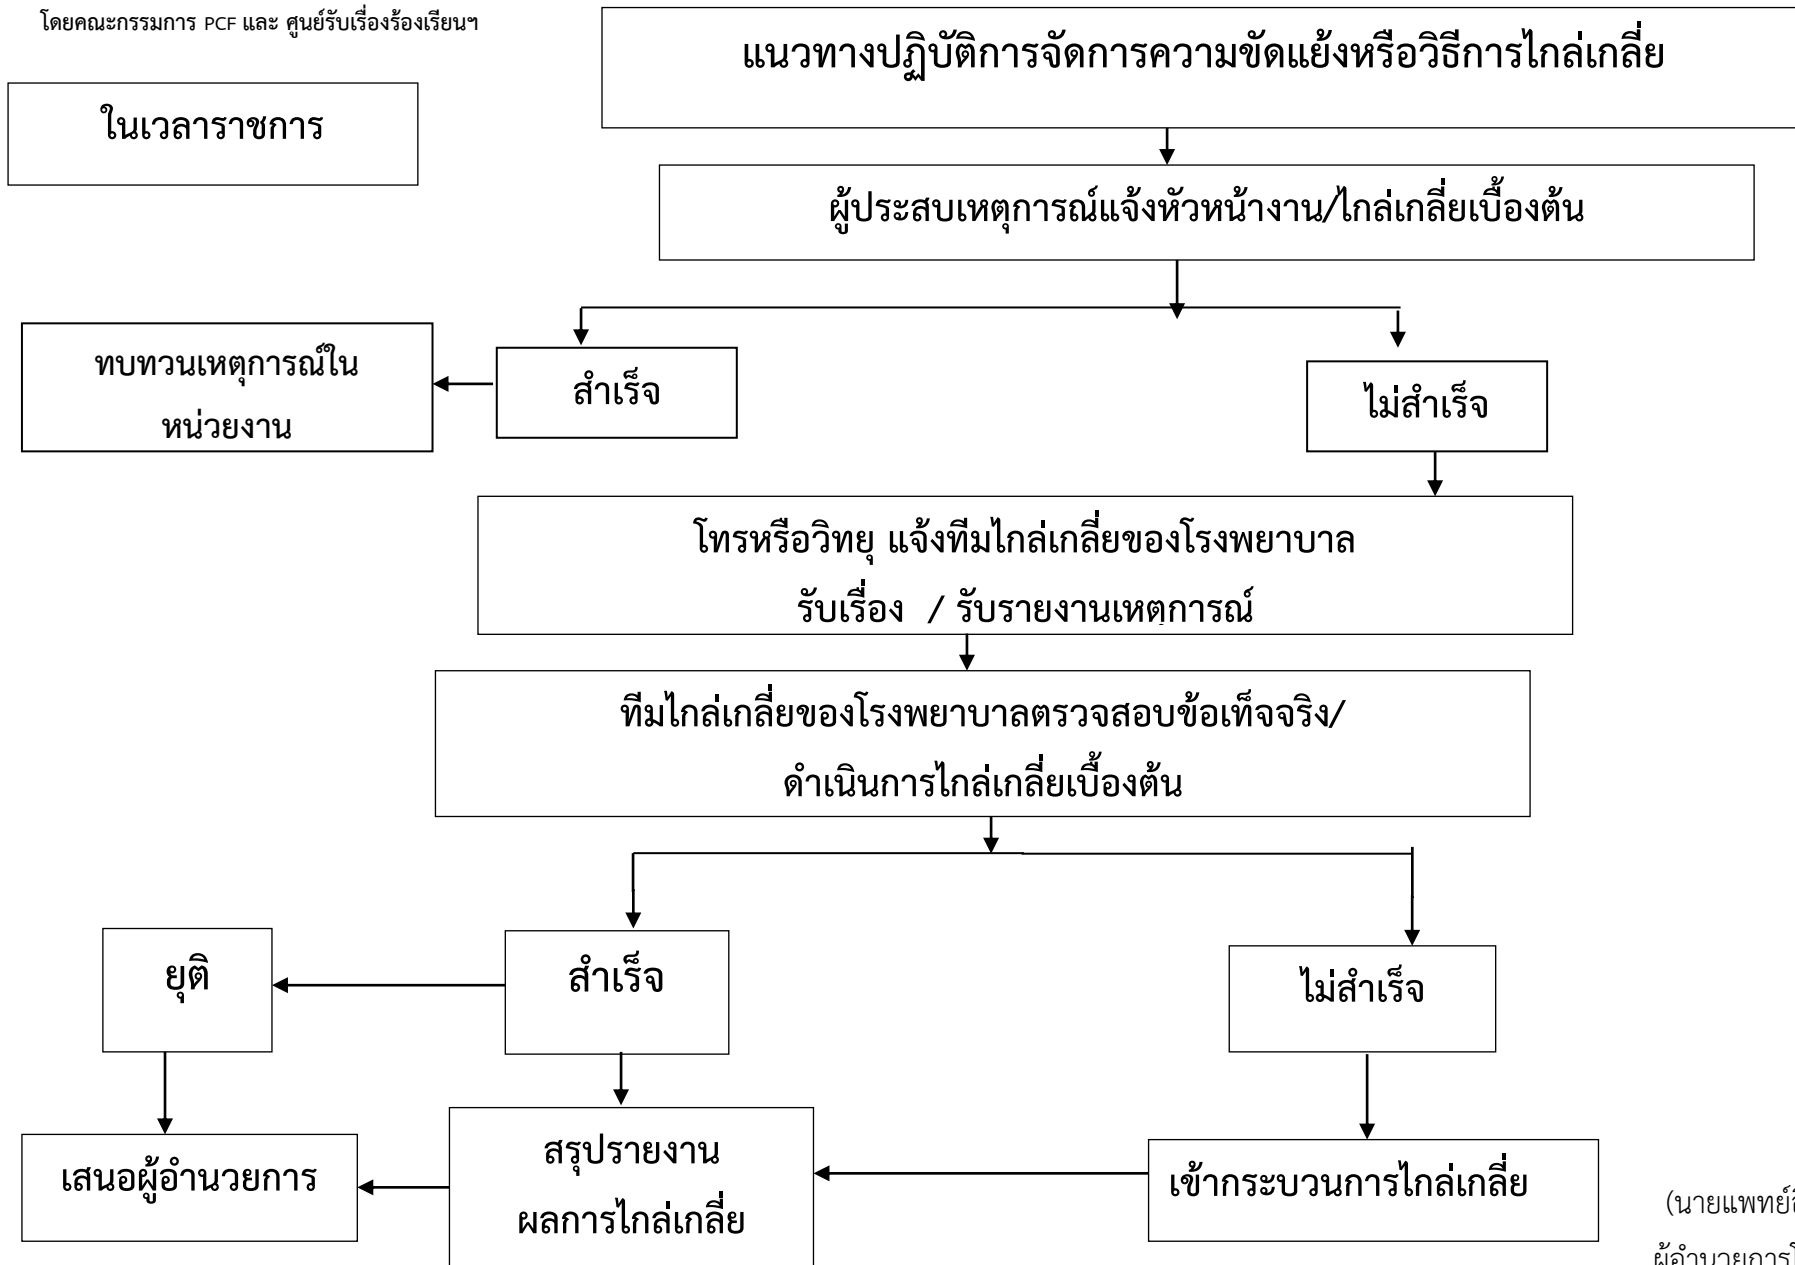 โดยคณะกรรมการ PCF และ ศูนย์รับเรื่องร้องเรียนฯ
แนวทางปฏิบัติการจัดการความขัดแย้งหรือวิธีการไกล่เกลี่ย
ในเวลาราชการ
ผู้ประสบเหตุการณ์แจ้งหัวหน้างาน/ไกล่เกลี่ยเบื้องต้น
ทบทวนเหตุการณ์ใน
หน่วยงาน
สำเร็จ
ไม่สำเร็จ
โทรหรือวิทยุ แจ้งทีมไกล่เกลี่ยของโรงพยาบาล
รับเรื่อง / รับรายงานเหตุการณ์
ทีมไกล่เกลี่ยของโรงพยาบาลตรวจสอบข้อเท็จจริง/
ดำเนินการไกล่เกลี่ยเบื้องต้น
ยุติ
สำเร็จ
ไม่สำเร็จ
เสนอผู้อำนวยการ
สรุปรายงาน
ผลการไกล่เกลี่ย
เข้ากระบวนการไกล่เกลี่ย
(นายแพทย์
ผู้อำนวยการ